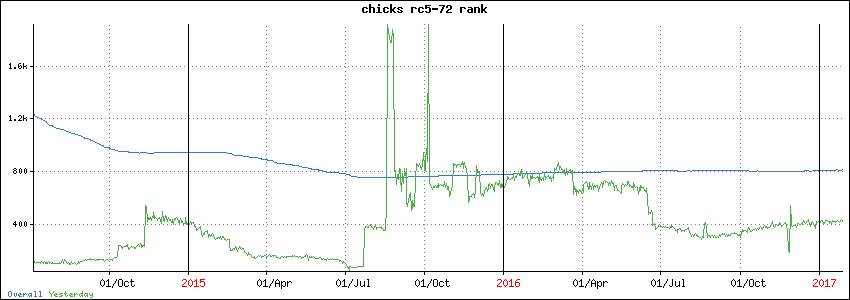 chicks rc5-72 rank
1.6k
1.2k
800
400
01/Oct 2015 01/Apr 01/Jul 01/Oct 2016 01/Apr 01/Jul 01/Oct 2017
Overall Yesterday